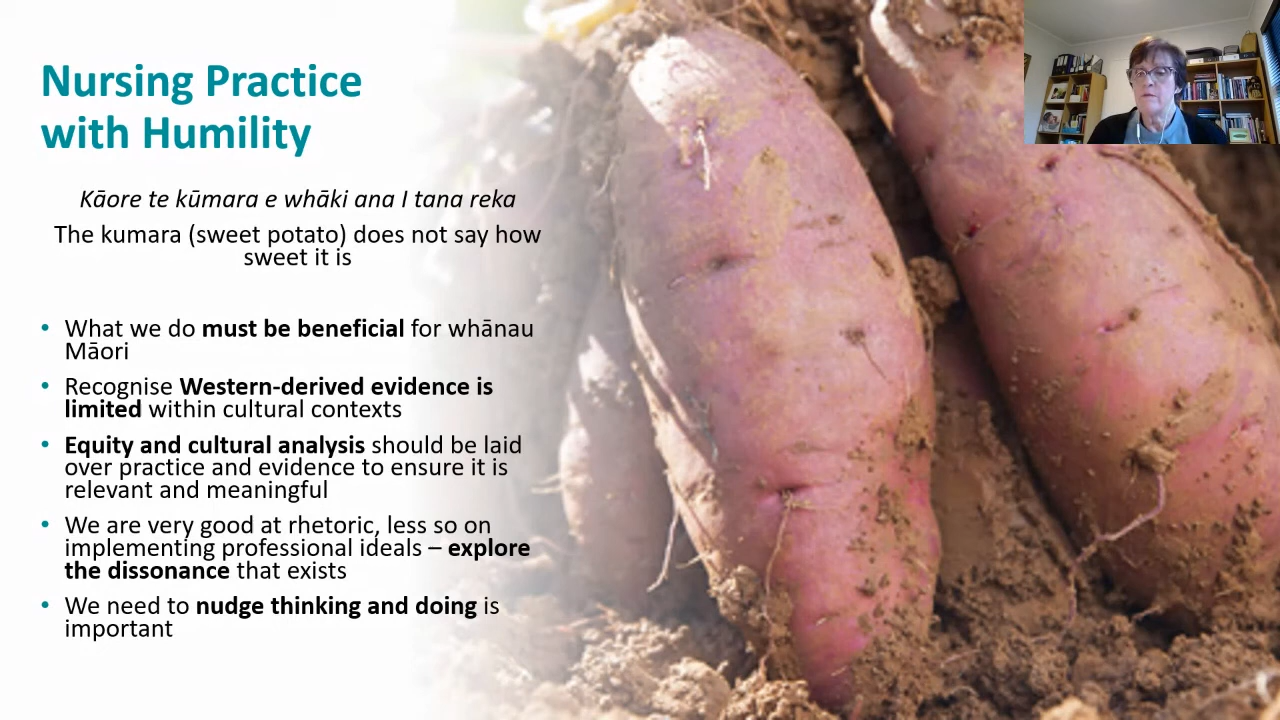 Nursing Practice
with Humility
Kāore te kūmara e whāki ana I tana reka
The kumara (sweet potato) does not say how
sweet it is
• What we do must be beneficial for whānau
Māori
• Recognise Western-derived evidence is
limited within cultural contexts
• Equity and cultural analysis should be laid
over practice and evidence to ensure it is
relevant and meaningful
• We are very good at rhetoric, less so on
implementing professional ideals – explore
the dissonance that exists
• We need to nudge thinking and doing is
important